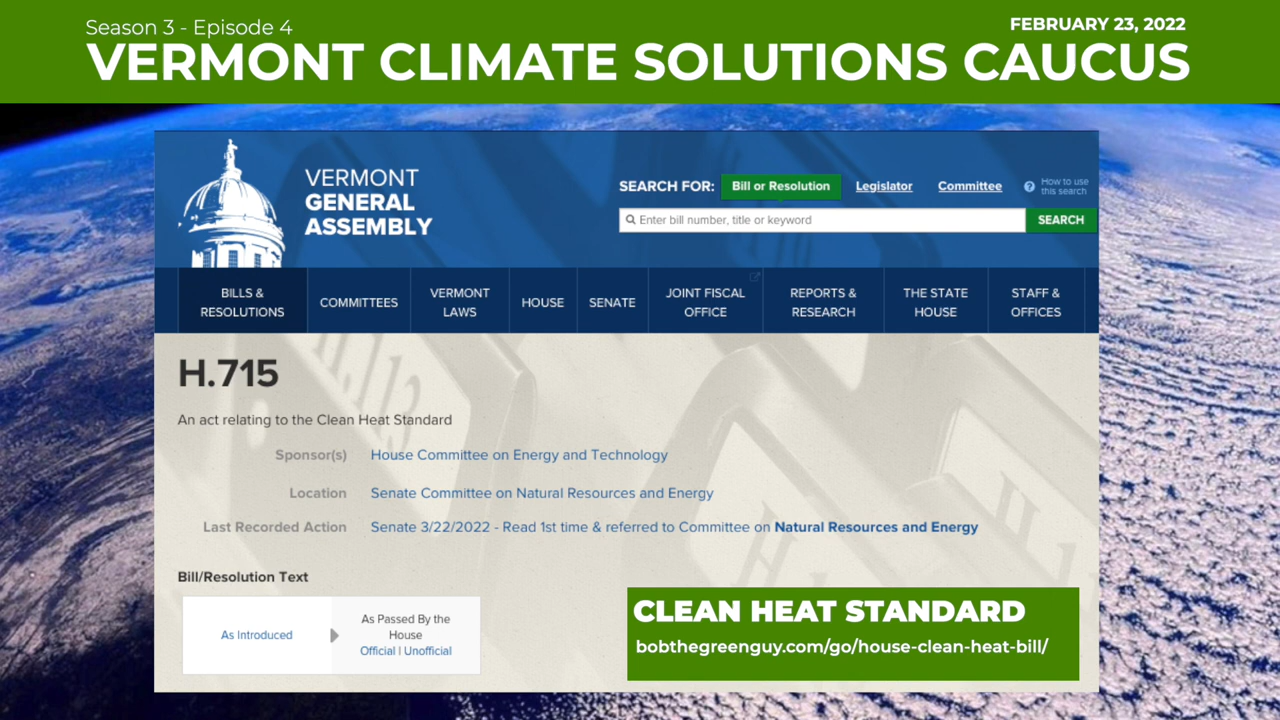 Season 3 - Episode 4
FEBRUARY 23, 2022
VERMONT CLIMATE SOLUTIONS CAUCUS
VERMONT
GENERAL
ASSEMBLY
SEARCH FOR: Bill or Resolution Legislator Committee How to use
this search
Enter bill number, title or keyword SEARCH
BILLS &
RESOLUTIONS
COMMITTEES
VERMONT
LAWS
HOUSE
SENATE
JOINT FISCAL
OFFICE
REPORTS &
RESEARCH
THE STATE
HOUSE
STAFF &
OFFICES
H.715
An act relating to the Clean Heat Standard
Sponsor(s) House Committee on Energy and Technology
Location Senate Committee on Natural Resources and Energy
Last Recorded Action Senate 3/22/2022 - Read 1st time & referred to Committee on Natural Resources and Energy
Bill/Resolution Text
As Introduced
As Passed By the
House
Official | Unofficial
CLEAN HEAT STANDARD
bobthegreenguy.com/go/house-clean-heat-bill/